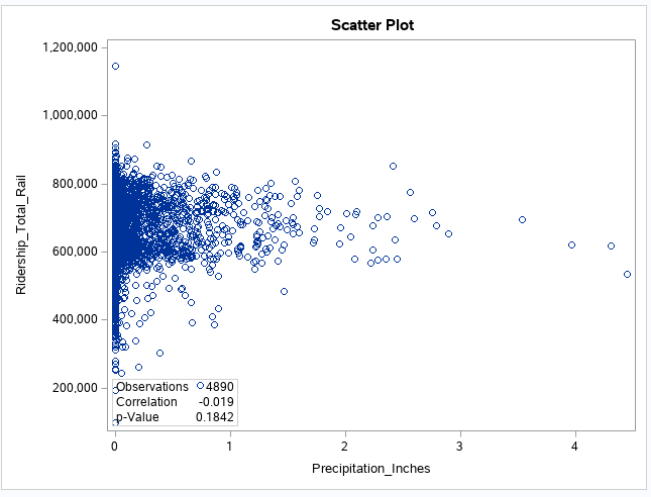 Scatter Plot
1,200,000
1,000,000
800,000
600,000
400,000
200,000
Ridership_Total_Rail
Observations 4890
Correlation -0.019
p-Value 0.1842
0 1 2 3 4
Precipitation_Inches